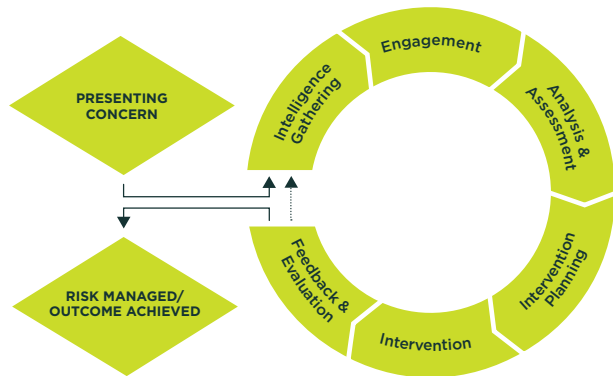 PRESENTING
CONCERN
Intelligence
Gathering
Engagement
Analysis &
Assessment
Intervention
Planning
Intervention
Feedback &
Evaluation
RISK MANAGED/
OUTCOME ACHIEVED